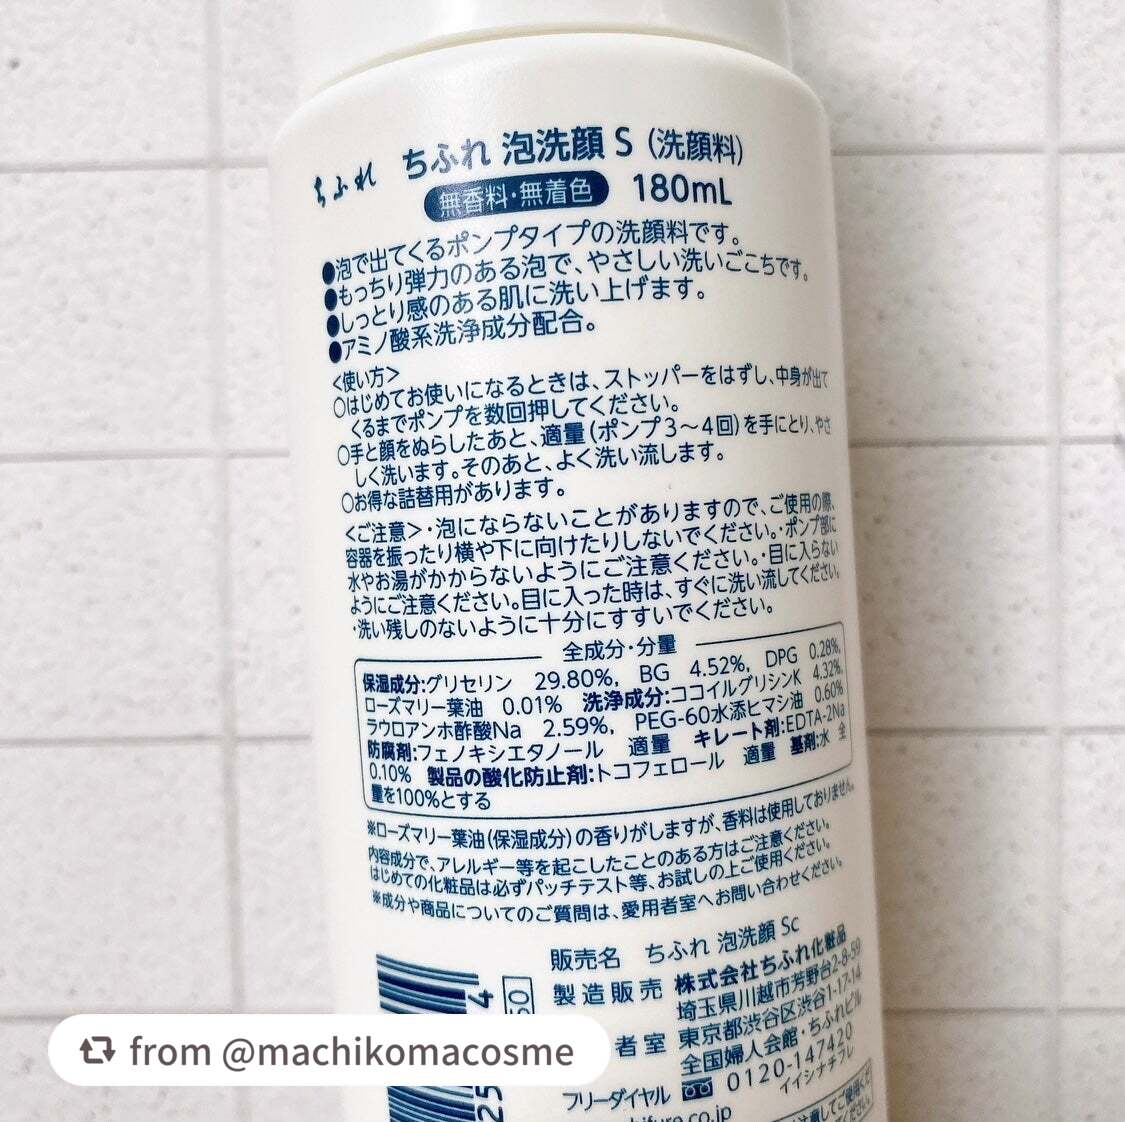 ちふれ ちふれ 泡洗顔 S (洗顔料)
無香料・無着色 180mL
●泡で出てくるポンプタイプの洗顔料です。
●もっちり弾力のある泡で、やさしい洗いごこちです。
●しっとり感のある肌に洗い上げます。
●アミノ酸系洗浄成分配合。
<使い方>
○はじめてお使いになるときは、ストッパーをはずし、中身が出て
くるまでポンプを数回押してください。
○手と顔をぬらしたあと、適量(ポンプ3~4回)を手にとり、やさ
しく洗います。そのあと、よく洗い流します。
○お得な詰替用があります。
<ご注意>・泡にならないことがありますので、ご使用の際、
容器を振ったり横や下に向けたりしないでください。・ポンプ部に
水やお湯がかからないようにご注意ください。・目に入らない
ようにご注意ください。目に入った時は、すぐに洗い流してください。
・洗い残しのないように十分にすすいでください。
全成分・分量
保湿成分:グリセリン 29.80%, BG 4.52%, DPG 0.28%,
ローズマリー葉油 0.01% 洗浄成分:ココイルグリシンK 4.32%,
ラウロアンホ酢酸Na 2.59%, PEG-60水添ヒマシ油 0.60%
防腐剤:フェノキシエタノール 適量 キレート剤:EDTA-2Na
0.10% 製品の酸化防止剤:トコフェロール 適量 基剤:水 全
量を100%とする
※ローズマリー葉油(保湿成分)の香りがしますが、香料は使用しておりません。
内容成分で、アレルギー等を起こしたことのある方はご注意ください。
はじめての化粧品は必ずパッチテスト等、お試しの上ご使用ください。
※成分や商品についてのご質問は、愛用者室へお問い合わせください。
販売名 ちふれ 泡洗顔 Sc
製造販売 株式会社ちふれ化粧品
埼玉県川越市芳野台2-8-59
者室 東京都渋谷区渋谷1-17-14
全国婦人会館・ちふれビル
フリーダイヤル 0120-147420
イイシナチフレ
from @machikomacosme